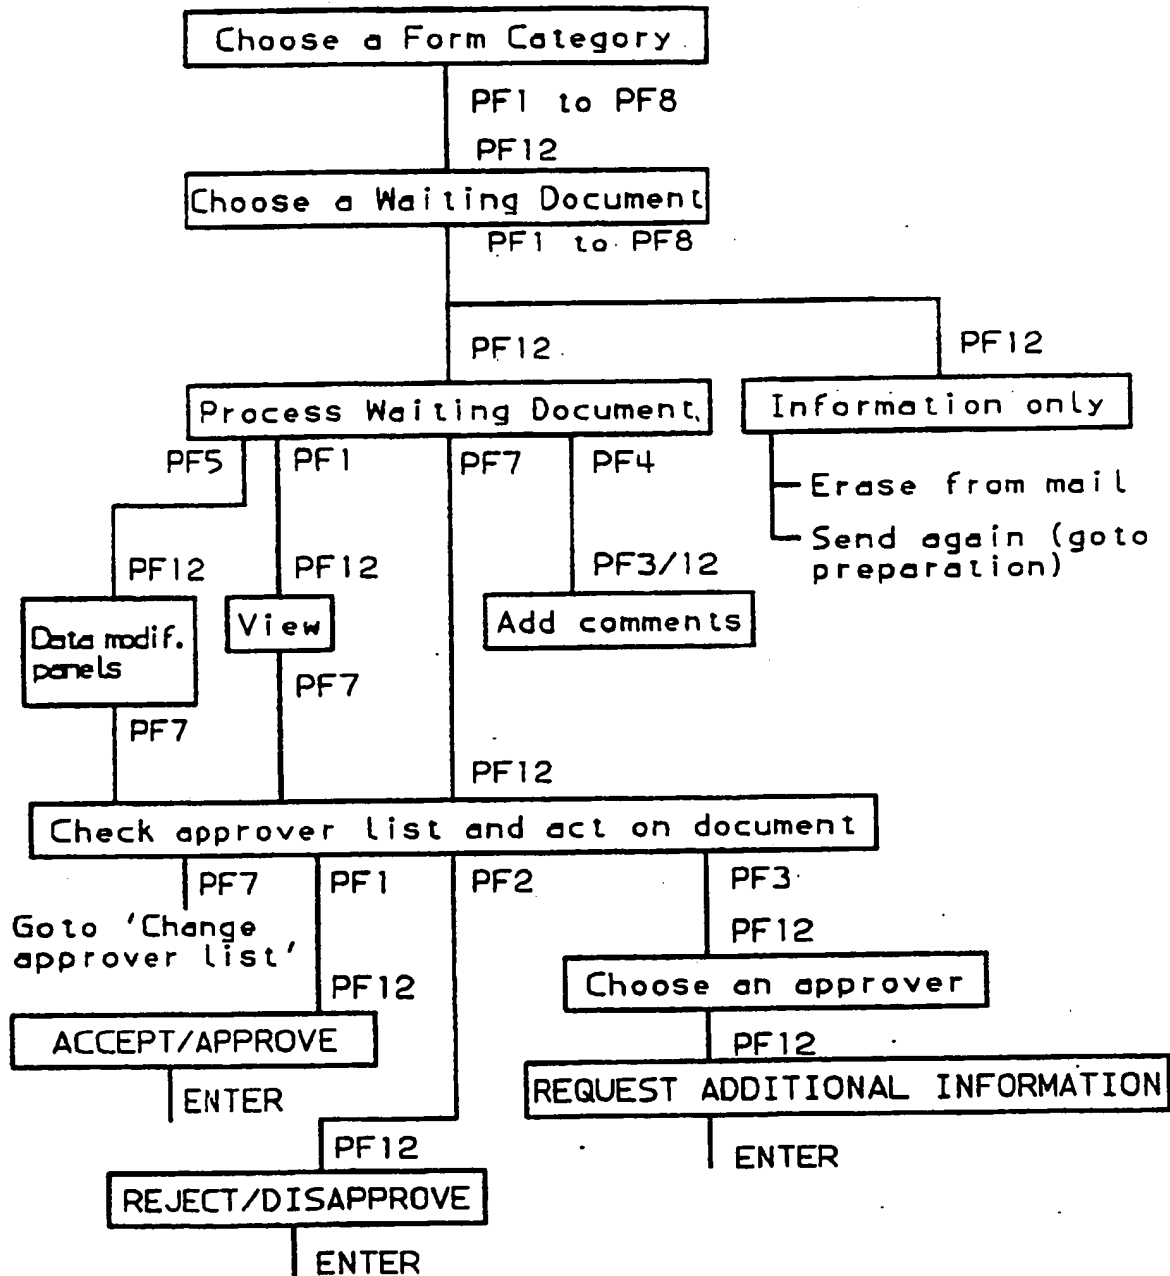 Choose a Form Category
PF1 to PF8
PF12
Choose a Waiting Document
PF1 to PF8
PF12
PF12
Process Waiting Document
Information only
PF5
PF1
PF7
PF4
Erase from mail
Send again (goto
preparation)
PF12
PF12
PF3/12
Data modif.
panels
View
Add comments
PF7
PF7
PF12
Check approver list and act on document
PF7
PF1
PF2
PF3
Goto 'Change
approver list'
PF12
PF12
Choose an approver
ACCEPT/APPROVE
PF12
ENTER
REQUEST ADDITIONAL INFORMATION
PF12
ENTER
REJECT/DISAPPROVE
ENTER